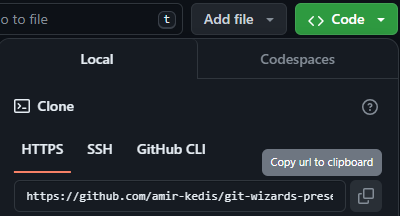 o to file t Add file Code
Local Codespaces
Clone
HTTPS SSH GitHub CLI
Copy url to clipboard
https://github.com/amir-kedis/git-wizards-prese